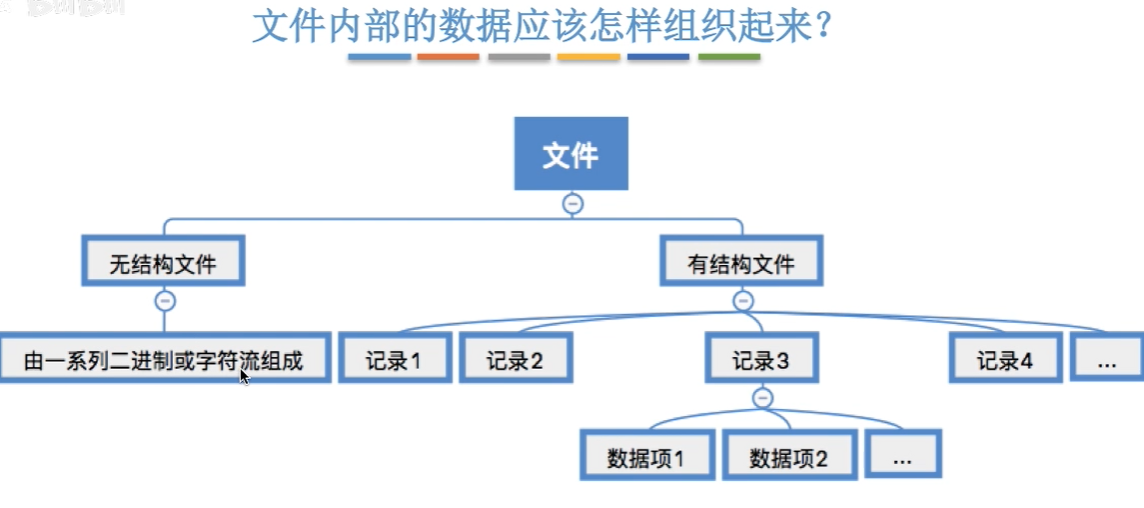 文件内部的数据应该怎样组织起来？
文件
无结构文件
有结构文件
由一系列二进制或字符流组成
记录1
记录2
记录3
记录4
...
数据项1
数据项2
...